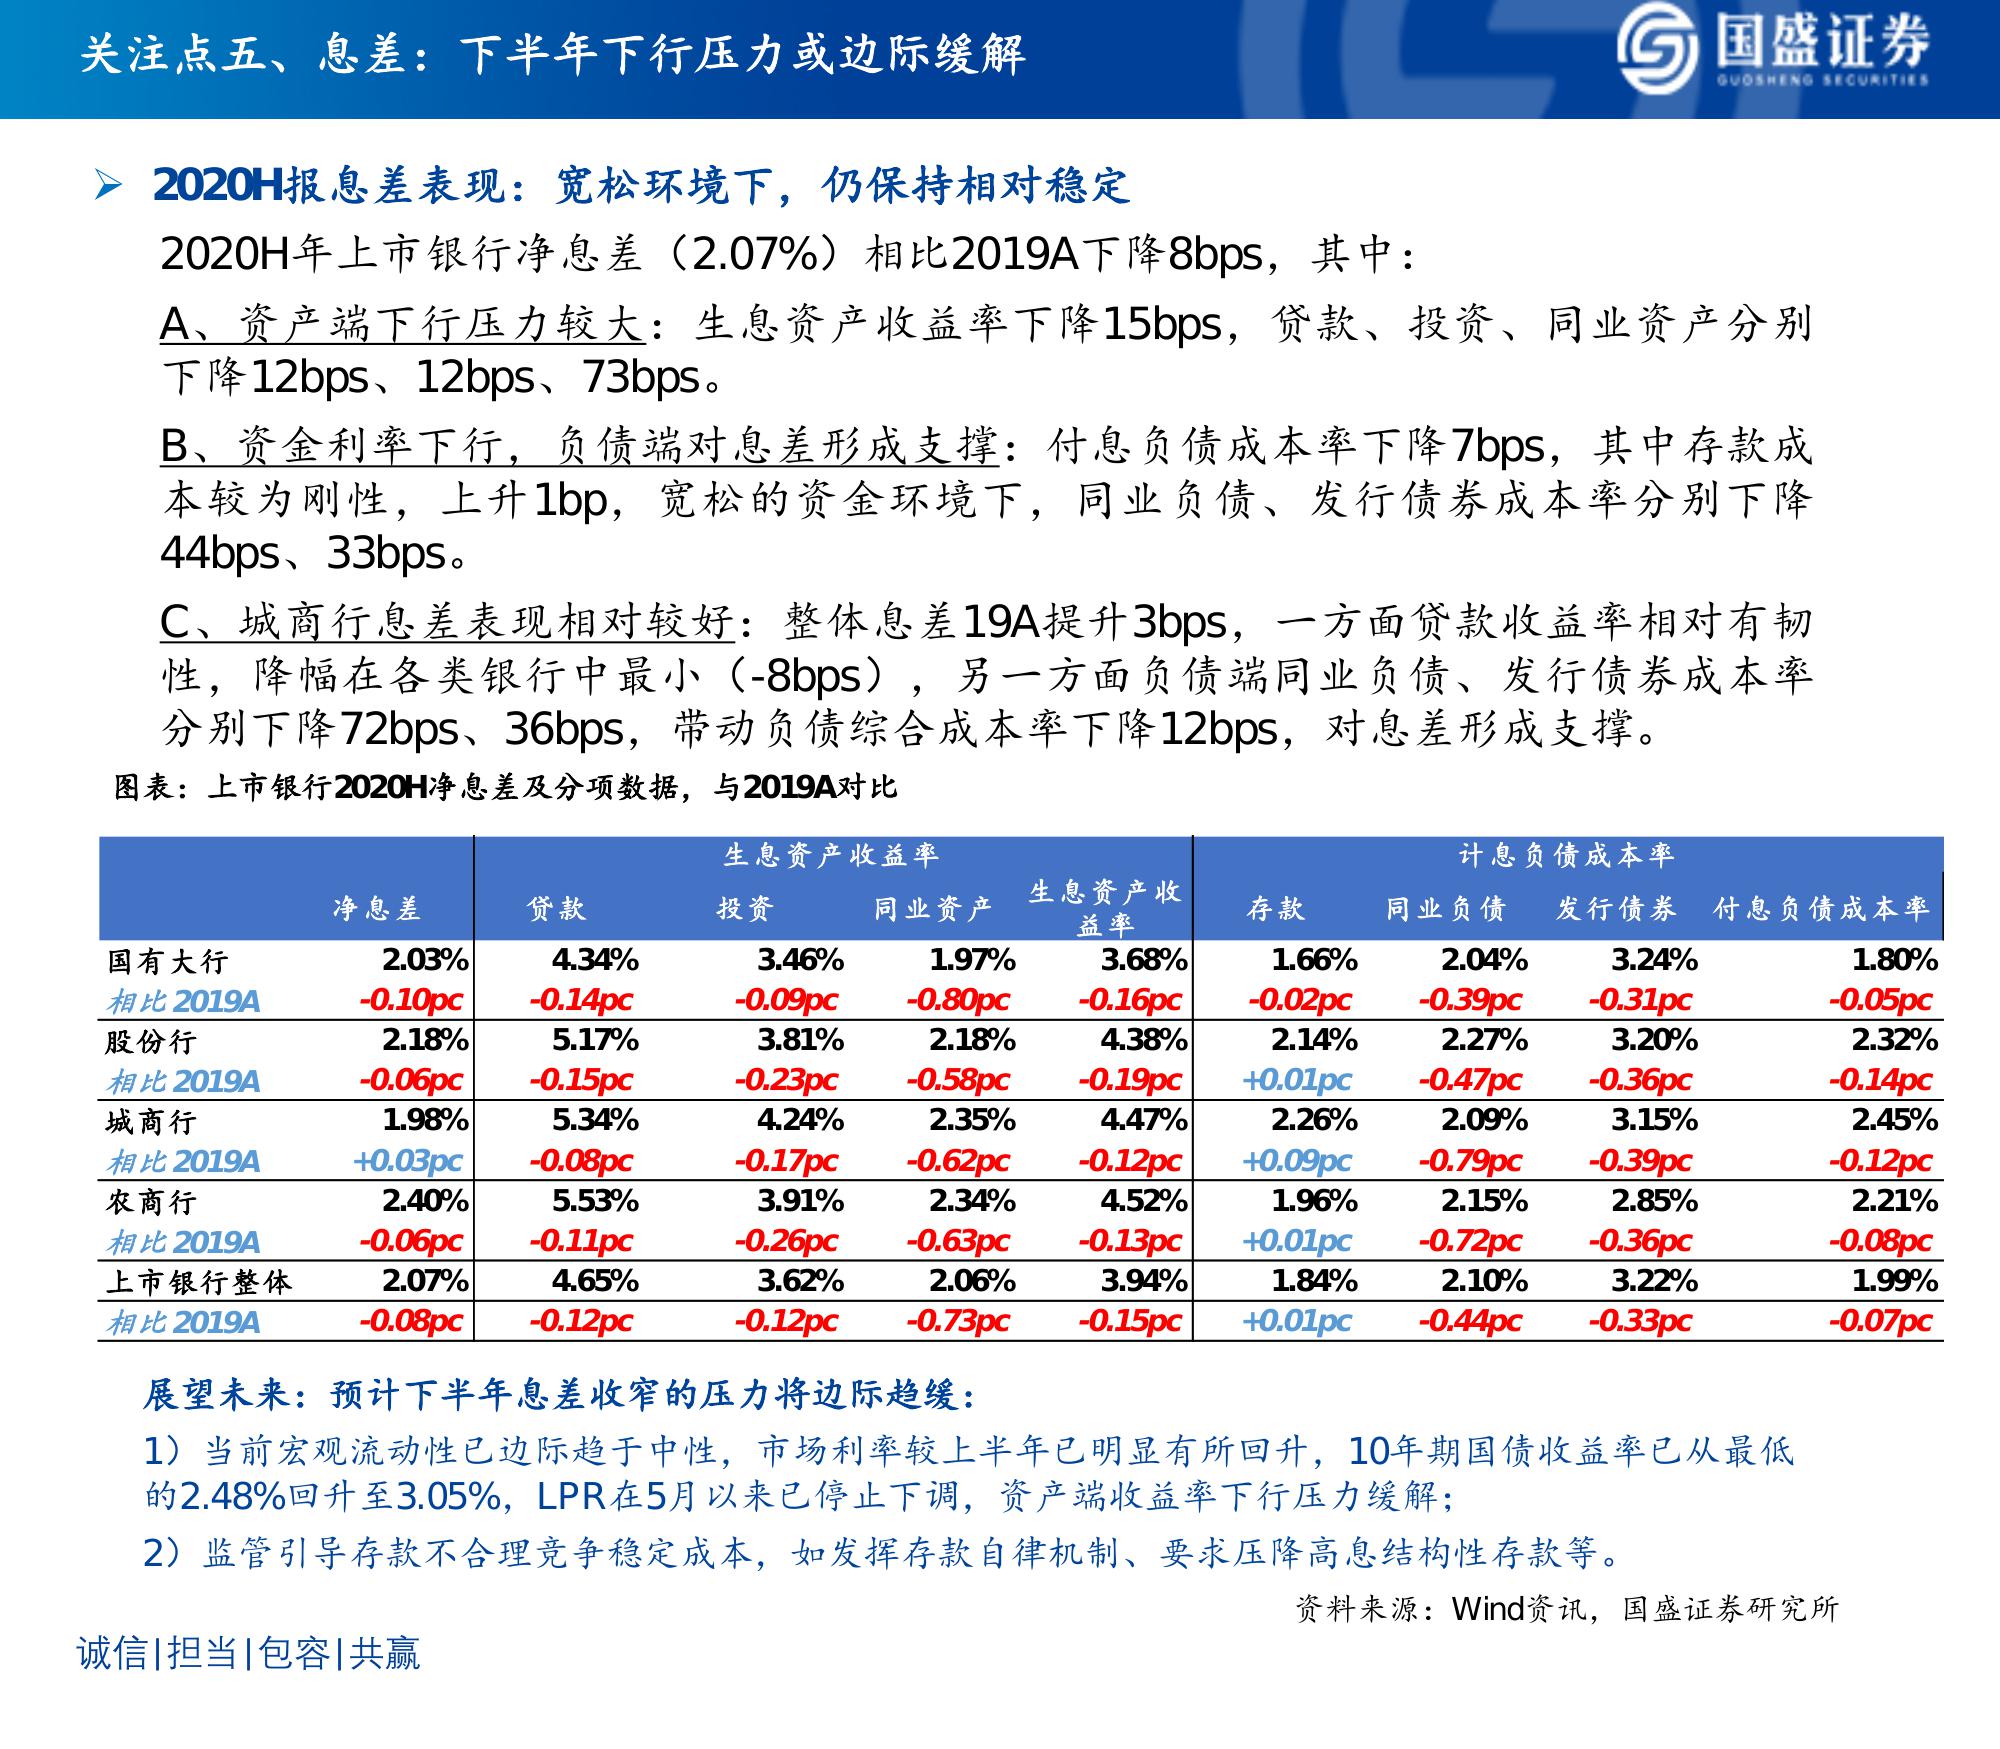 关注点五、息差：下半年下行压力或边际缓解
国盛证券
GUOSHENG SECURITIES
➢ 2020H报息差表现：宽松环境下，仍保持相对稳定
2020H年上市银行净息差（2.07%）相比2019A下降8bps，其中：
A、资产端下行压力较大：生息资产收益率下降15bps，贷款、投资、同业资产分别
下降12bps、12bps、73bps。
B、资金利率下行，负债端对息差形成支撑：付息负债成本率下降7bps，其中存款成
本较为刚性，上升1bp，宽松的资金环境下，同业负债、发行债券成本率分别下降
44bps、33bps。
C、城商行息差表现相对较好：整体息差19A提升3bps，一方面贷款收益率相对有韧
性，降幅在各类银行中最小（-8bps），另一方面负债端同业负债、发行债券成本率
分别下降72bps、36bps，带动负债综合成本率下降12bps，对息差形成支撑。
图表：上市银行2020H净息差及分项数据，与2019A对比
生息资产收益率 计息负债成本率
净息差 贷款 投资 同业资产 生息资产收益率 存款 同业负债 发行债券 付息负债成本率
国有大行 2.03% 4.34% 3.46% 1.97% 3.68% 1.66% 2.04% 3.24% 1.80%
相比2019A -0.10pc -0.14pc -0.09pc -0.80pc -0.16pc -0.02pc -0.39pc -0.31pc -0.05pc
股份行 2.18% 5.17% 3.81% 2.18% 4.38% 2.14% 2.27% 3.20% 2.32%
相比2019A -0.06pc -0.15pc -0.23pc -0.58pc -0.19pc +0.01pc -0.47pc -0.36pc -0.14pc
城商行 1.98% 5.34% 4.24% 2.35% 4.47% 2.26% 2.09% 3.15% 2.45%
相比2019A +0.03pc -0.08pc -0.17pc -0.62pc -0.12pc +0.09pc -0.79pc -0.39pc -0.12pc
农商行 2.40% 5.53% 3.91% 2.34% 4.52% 1.96% 2.15% 2.85% 2.21%
相比2019A -0.06pc -0.11pc -0.26pc -0.63pc -0.13pc +0.01pc -0.72pc -0.36pc -0.08pc
上市银行整体 2.07% 4.65% 3.62% 2.06% 3.94% 1.84% 2.10% 3.22% 1.99%
相比2019A -0.08pc -0.12pc -0.12pc -0.73pc -0.15pc +0.01pc -0.44pc -0.33pc -0.07pc
展望未来：预计下半年息差收窄的压力将边际趋缓：
1）当前宏观流动性已边际趋于中性，市场利率较上半年已明显有所回升，10年期国债收益率已从最低
的2.48%回升至3.05%，LPR在5月以来已停止下调，资产端收益率下行压力缓解；
2）监管引导存款不合理竞争稳定成本，如发挥存款自律机制、要求压降高息结构性存款等。
资料来源：Wind资讯，国盛证券研究所
诚信|担当|包容|共赢